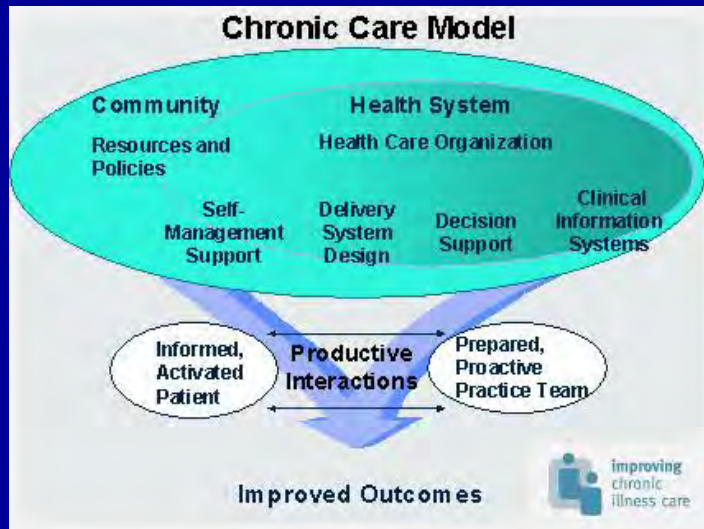 Chronic Care Model
Community
Health System
Resources and
Policies
Health Care Organization
Self-
Management
Support
Delivery
System
Design
Decision
Support
Clinical
Information
Systems
Informed,
Activated
Patient
Productive
Interactions
Prepared,
Proactive
Practice Team
Improved Outcomes
improving
chronic
illness care